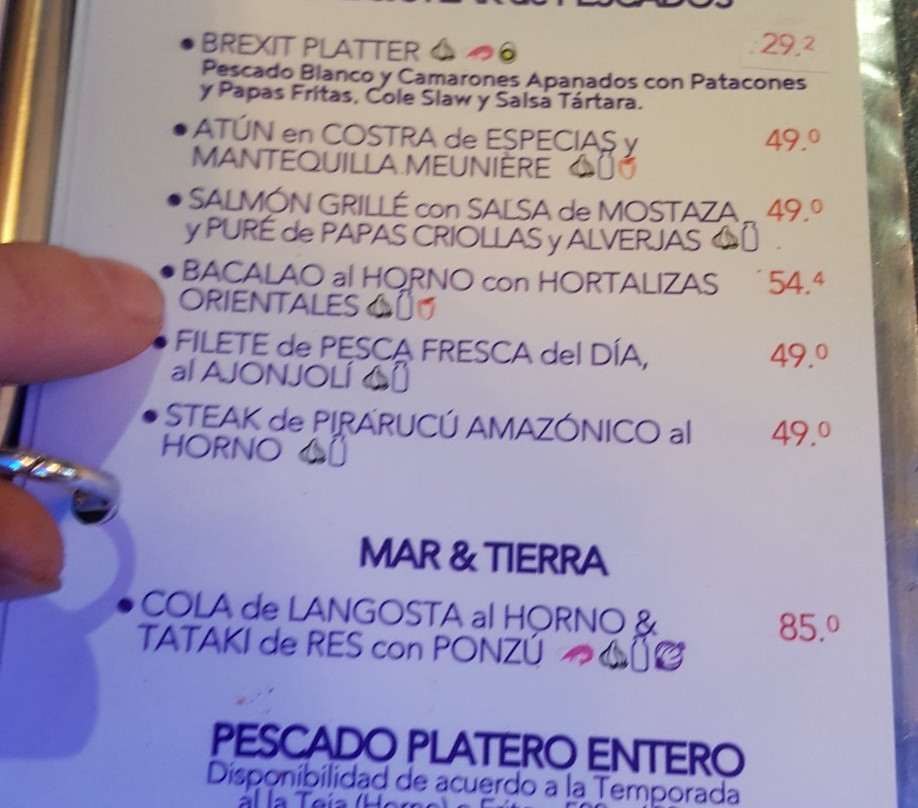 de PESCADOS
• BREXIT PLATTER 29.2
Pescado Blanco y Camarones Apanados con Patacones
y Papas Fritas, Cole Slaw y Salsa Tártara.
• ATÚN en COSTRA de ESPECIAS y 49.0
MANTEQUILLA MEUNIÈRE
• SALMÓN GRILLÉ con SALSA de MOSTAZA 49.0
y PURÉ de PAPAS CRIOLLAS y ALVERJAS
• BACALAO al HORNO con HORTALIZAS 54.4
ORIENTALES
• FILETE de PESCA FRESCA del DÍA, 49.0
al AJONJOLÍ
• STEAK de PIRARUCÚ AMAZÓNICO al 49.0
HORNO
MAR & TIERRA
• COLA de LANGOSTA al HORNO & 85.0
TATAKI de RES con PONZÚ
PESCADO PLATERO ENTERO
Disponibilidad de acuerdo a la Temporada